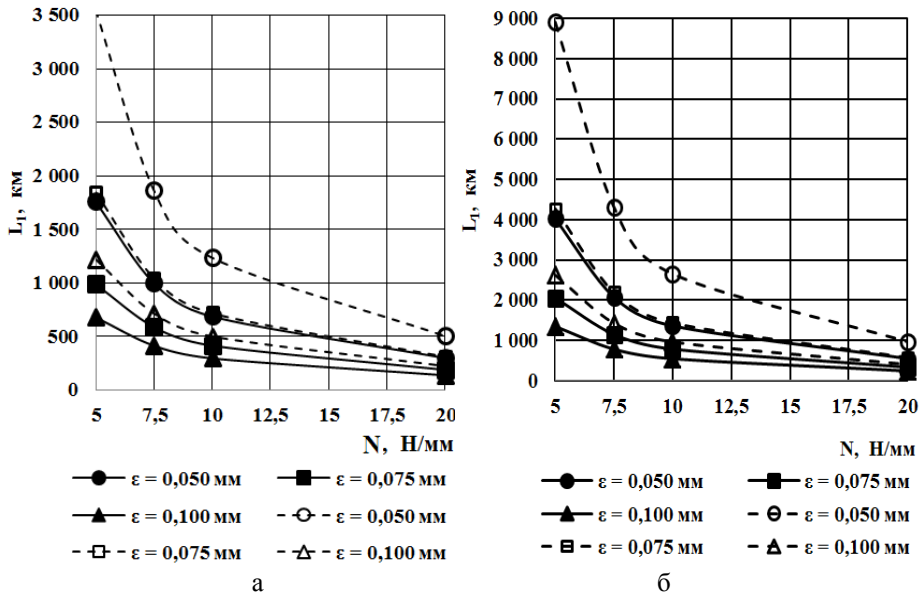 3 500
3 000
2 500
2 000
1 500
1 000
500
0
L₁, км
5 7,5 10 12,5 15 17,5 20
N, Н/мм
ε = 0,050 мм ε = 0,075 мм
ε = 0,100 мм ε = 0,050 мм
ε = 0,075 мм ε = 0,100 мм
а
9 000
8 000
7 000
6 000
5 000
4 000
3 000
2 000
1 000
0
L₁, км
5 7,5 10 12,5 15 17,5 20
N, Н/мм
ε = 0,050 мм ε = 0,075 мм
ε = 0,100 мм ε = 0,050 мм
ε = 0,075 мм ε = 0,100 мм
б